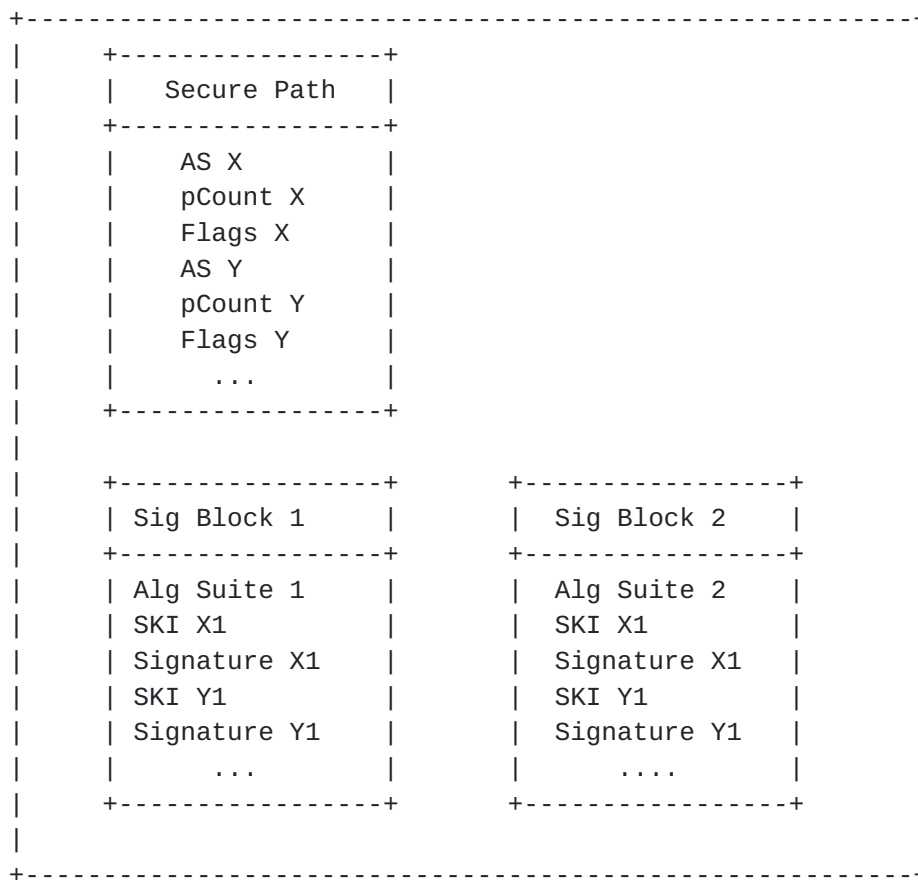 Secure Path
AS X
pCount X
Flags X
AS Y
pCount Y
Flags Y
...
Sig Block 1 Sig Block 2
Alg Suite 1 Alg Suite 2
SKI X1 SKI X1
Signature X1 Signature X1
SKI Y1 SKI Y1
Signature Y1 Signature Y1
... ....